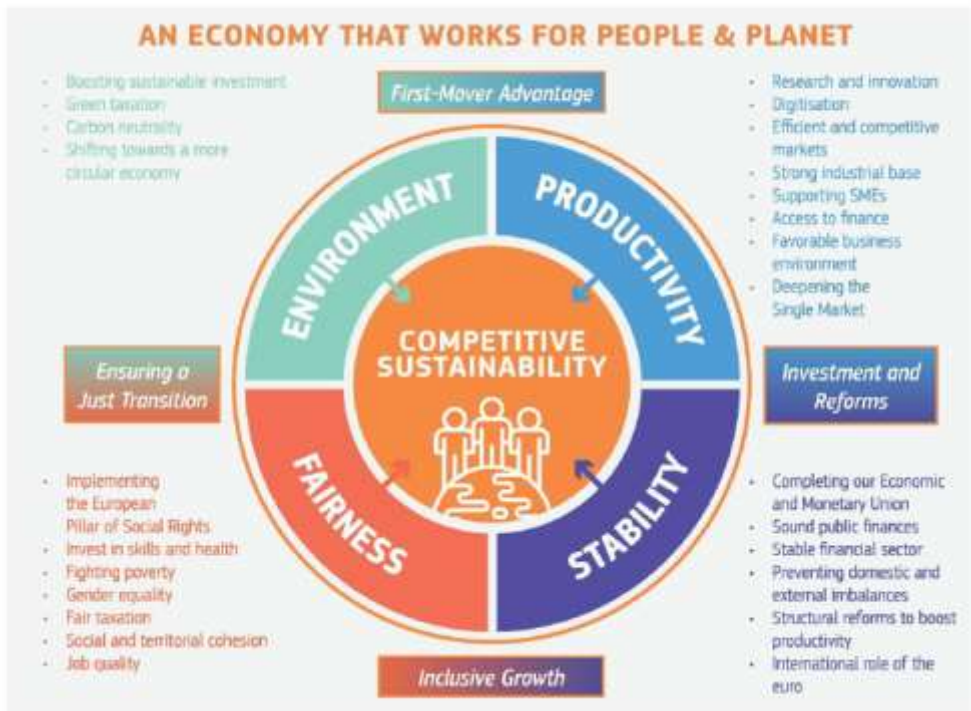 AN ECONOMY THAT WORKS FOR PEOPLE & PLANET
- Boosting sustainable investment
- Green taxation
- Carbon neutrality
- Shifting towards a more
circular economy
First-Mover Advantage
- Research and innovation
- Digitisation
- Efficient and competitive
markets
- Strong industrial base
- Supporting SMEs
- Access to finance
- Favorable business
environment
- Deepening the
Single Market
ENVIRONMENT
PRODUCTIVITY
COMPETITIVE
SUSTAINABILITY
Ensuring a
Just Transition
Investment and
Reforms
FAIRNESS
STABILITY
- Implementing
the European
Pillar of Social Rights
- Invest in skills and health
- Fighting poverty
- Gender equality
- Fair taxation
- Social and territorial cohesion
- Job quality
Inclusive Growth
- Completing our Economic
and Monetary Union
- Sound public finances
- Stable financial sector
- Preventing domestic and
external imbalances
- Structural reforms to boost
productivity
- International role of the
euro